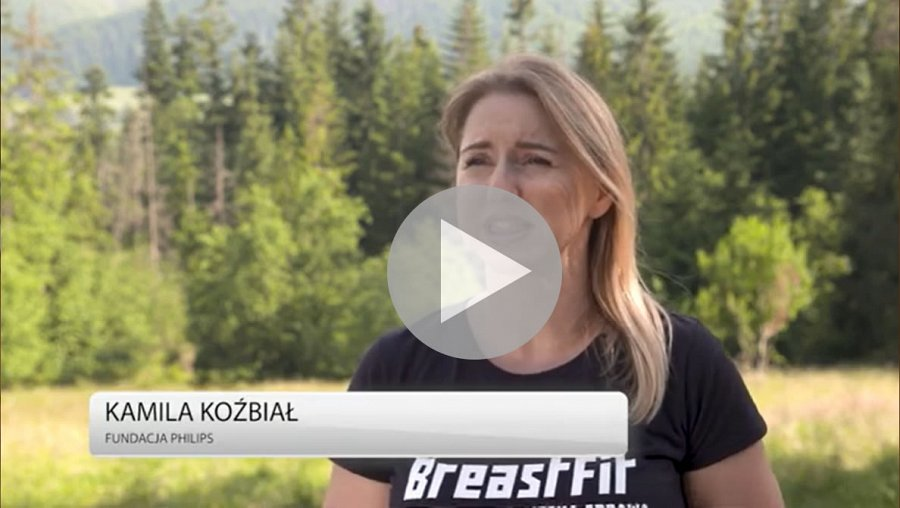 KAMILA KOŹBIAŁ
FUNDACJA PHILIPS
BreastFit